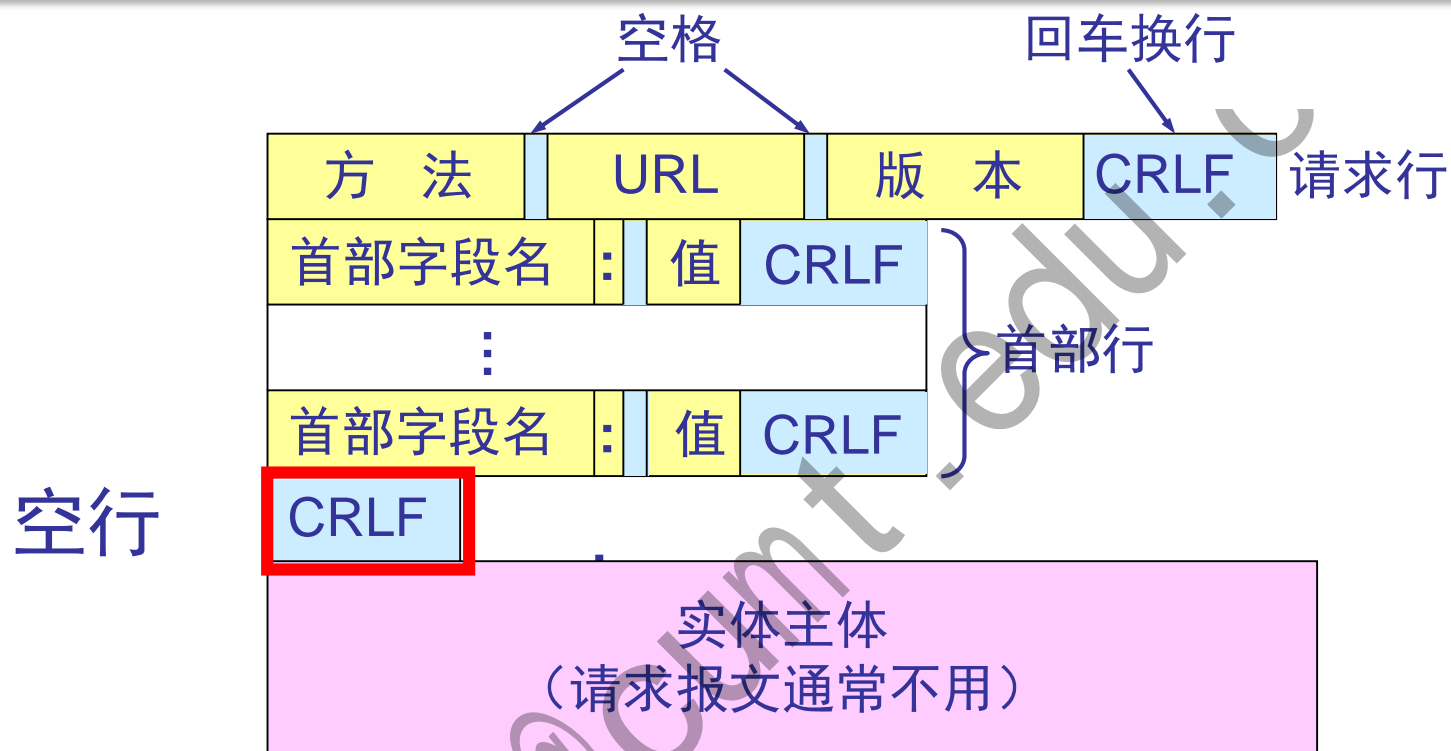 空格 回车换行
方 法 URL 版 本 CRLF 请求行
首部字段名 : 值 CRLF
⋮ 首部行
首部字段名 : 值 CRLF
空行 CRLF
实体主体
（请求报文通常不用）
@cumt.edu.c